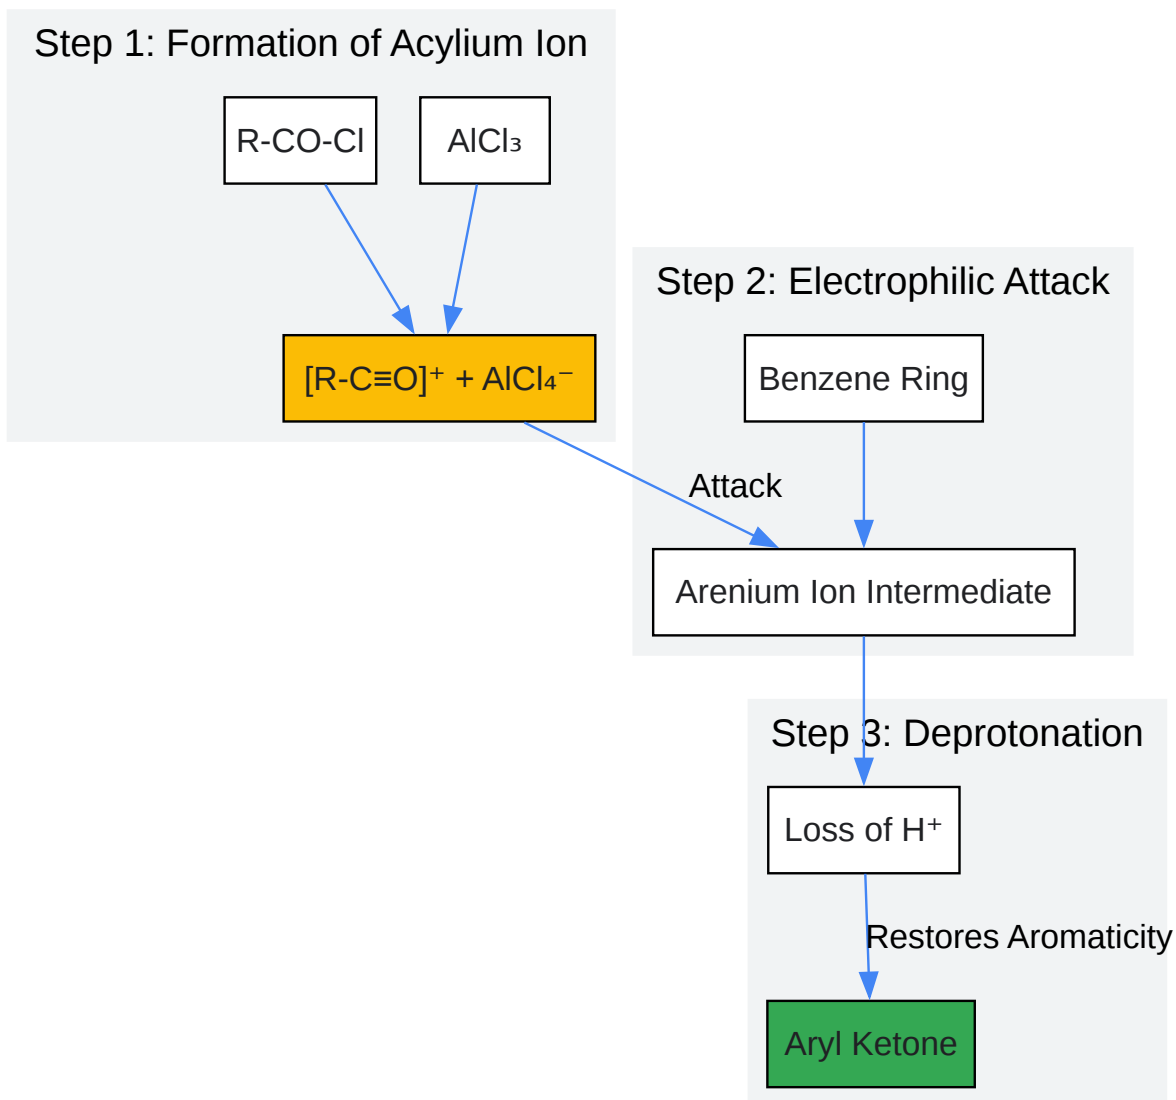 Step 1: Formation of Acylium Ion
R-CO-Cl
AlCl₃
[R-C≡O]⁺ + AlCl₄⁻
Step 2: Electrophilic Attack
Benzene Ring
Attack
Arenium Ion Intermediate
Step 3: Deprotonation
Loss of H⁺
Restores Aromaticity
Aryl Ketone